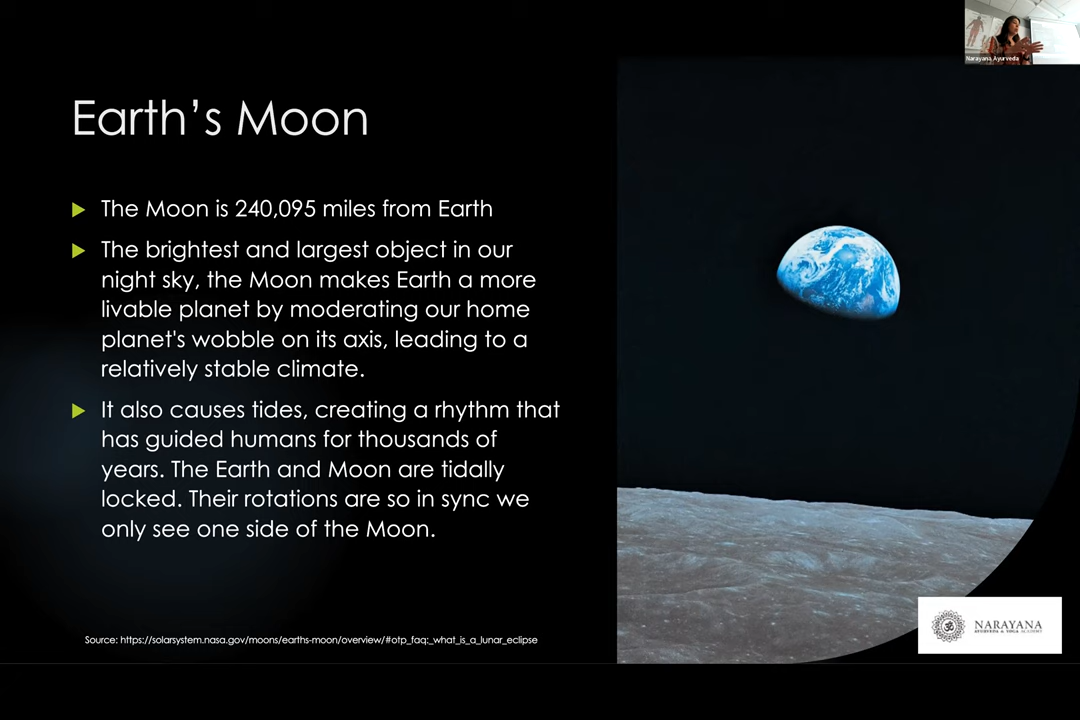 Narayana Ayurveda
Earth's Moon
The Moon is 240,095 miles from Earth
The brightest and largest object in our
night sky, the Moon makes Earth a more
livable planet by moderating our home
planet's wobble on its axis, leading to a
relatively stable climate.
It also causes tides, creating a rhythm that
has guided humans for thousands of
years. The Earth and Moon are tidally
locked. Their rotations are so in sync we
only see one side of the Moon.
Source: https://solarsystem.nasa.gov/moons/earths-moon/overview/#otp_faq:_what_is_a_lunar_eclipse
ॐ
NARAYANA
AYURVEDA & YOGA ACADEMY